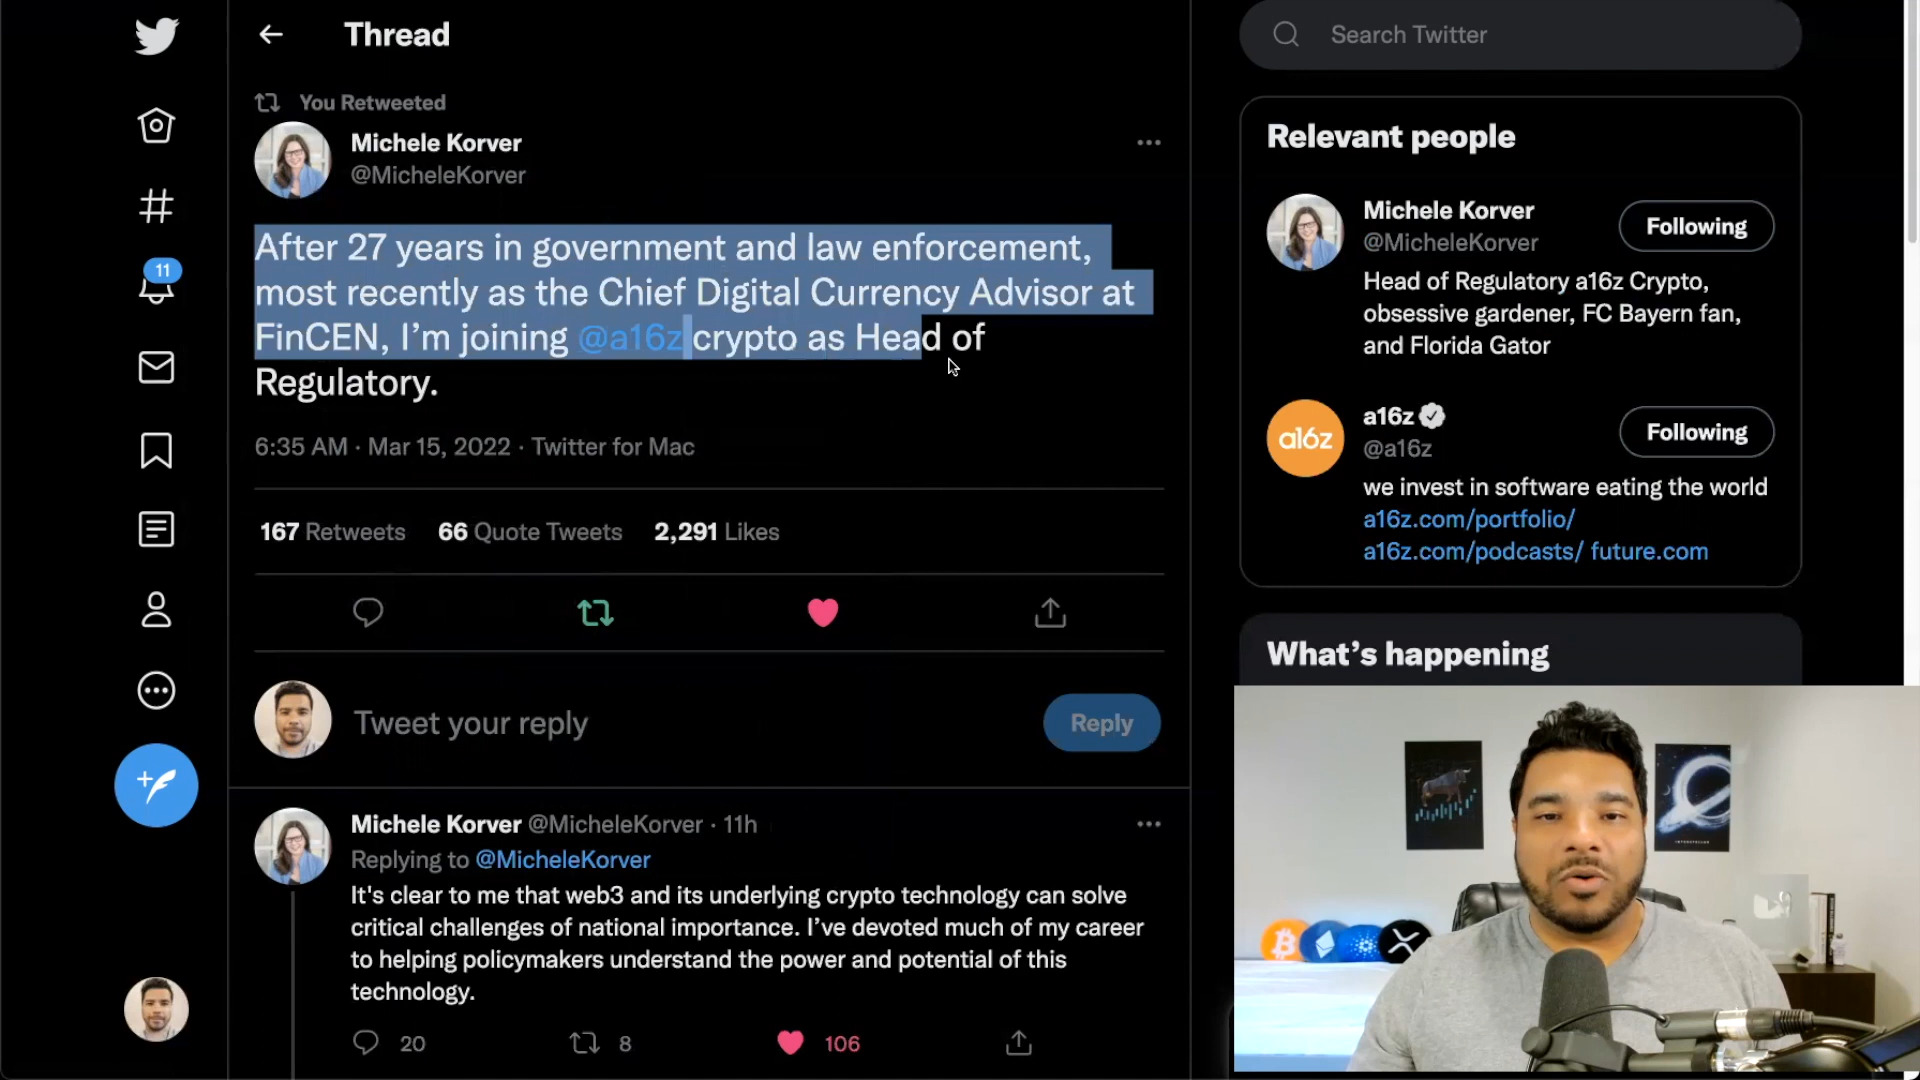 Thread
You Retweeted
Michele Korver
@MicheleKorver
After 27 years in government and law enforcement,
most recently as the Chief Digital Currency Advisor at
FinCEN, I’m joining @a16z crypto as Head of
Regulatory.
6:35 AM · Mar 15, 2022 · Twitter for Mac
167 Retweets 66 Quote Tweets 2,291 Likes
Tweet your reply
Reply
Michele Korver @MicheleKorver · 11h
Replying to @MicheleKorver
It's clear to me that web3 and its underlying crypto technology can solve
critical challenges of national importance. I’ve devoted much of my career
to helping policymakers understand the power and potential of this
technology.
20 8 106
11
Search Twitter
Relevant people
Michele Korver
@MicheleKorver
Following
Head of Regulatory a16z Crypto,
obsessive gardener, FC Bayern fan,
and Florida Gator
a16z
a16z
@a16z
Following
we invest in software eating the world
a16z.com/portfolio/
a16z.com/podcasts/ future.com
What’s happening
INTERSTELLAR